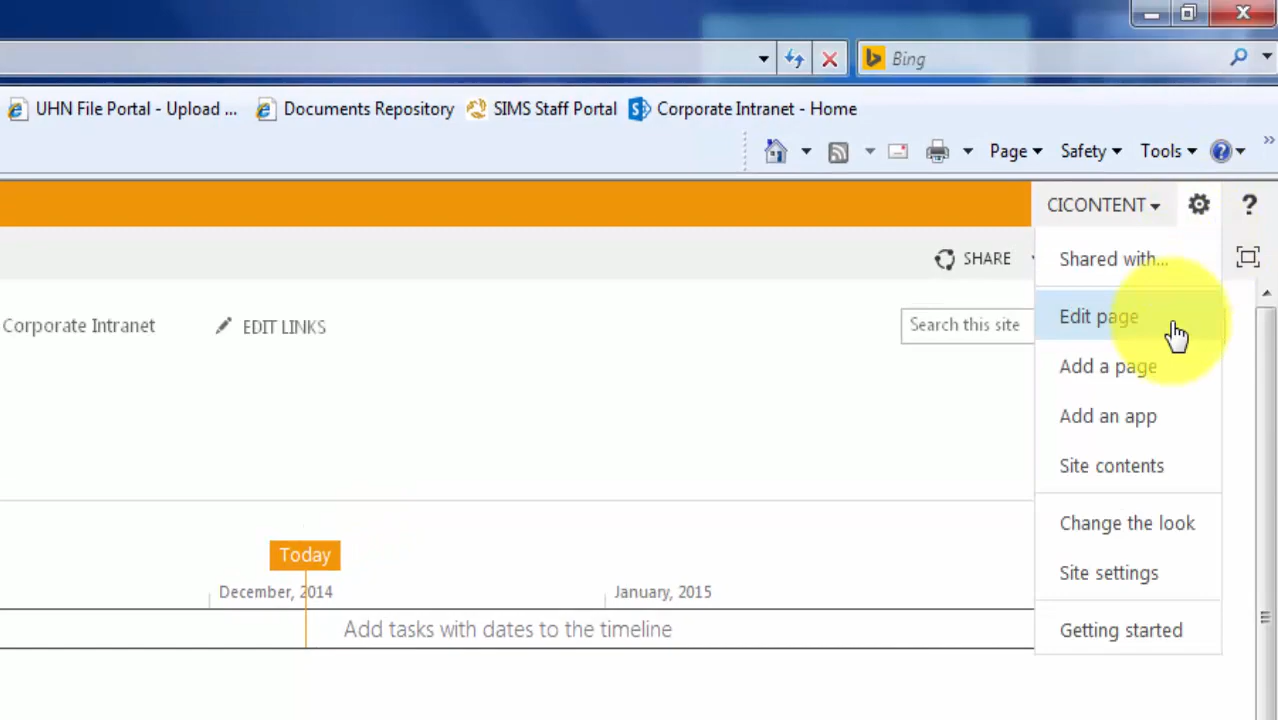 Bing
UHN File Portal - Upload ...
Documents Repository
SIMS Staff Portal
Corporate Intranet - Home
Page
Safety
Tools
CICONTENT
?
SHARE
Shared with...
Corporate Intranet
EDIT LINKS
Search this site
Edit page
Add a page
Add an app
Site contents
Change the look
Site settings
Getting started
Today
December, 2014
January, 2015
Add tasks with dates to the timeline